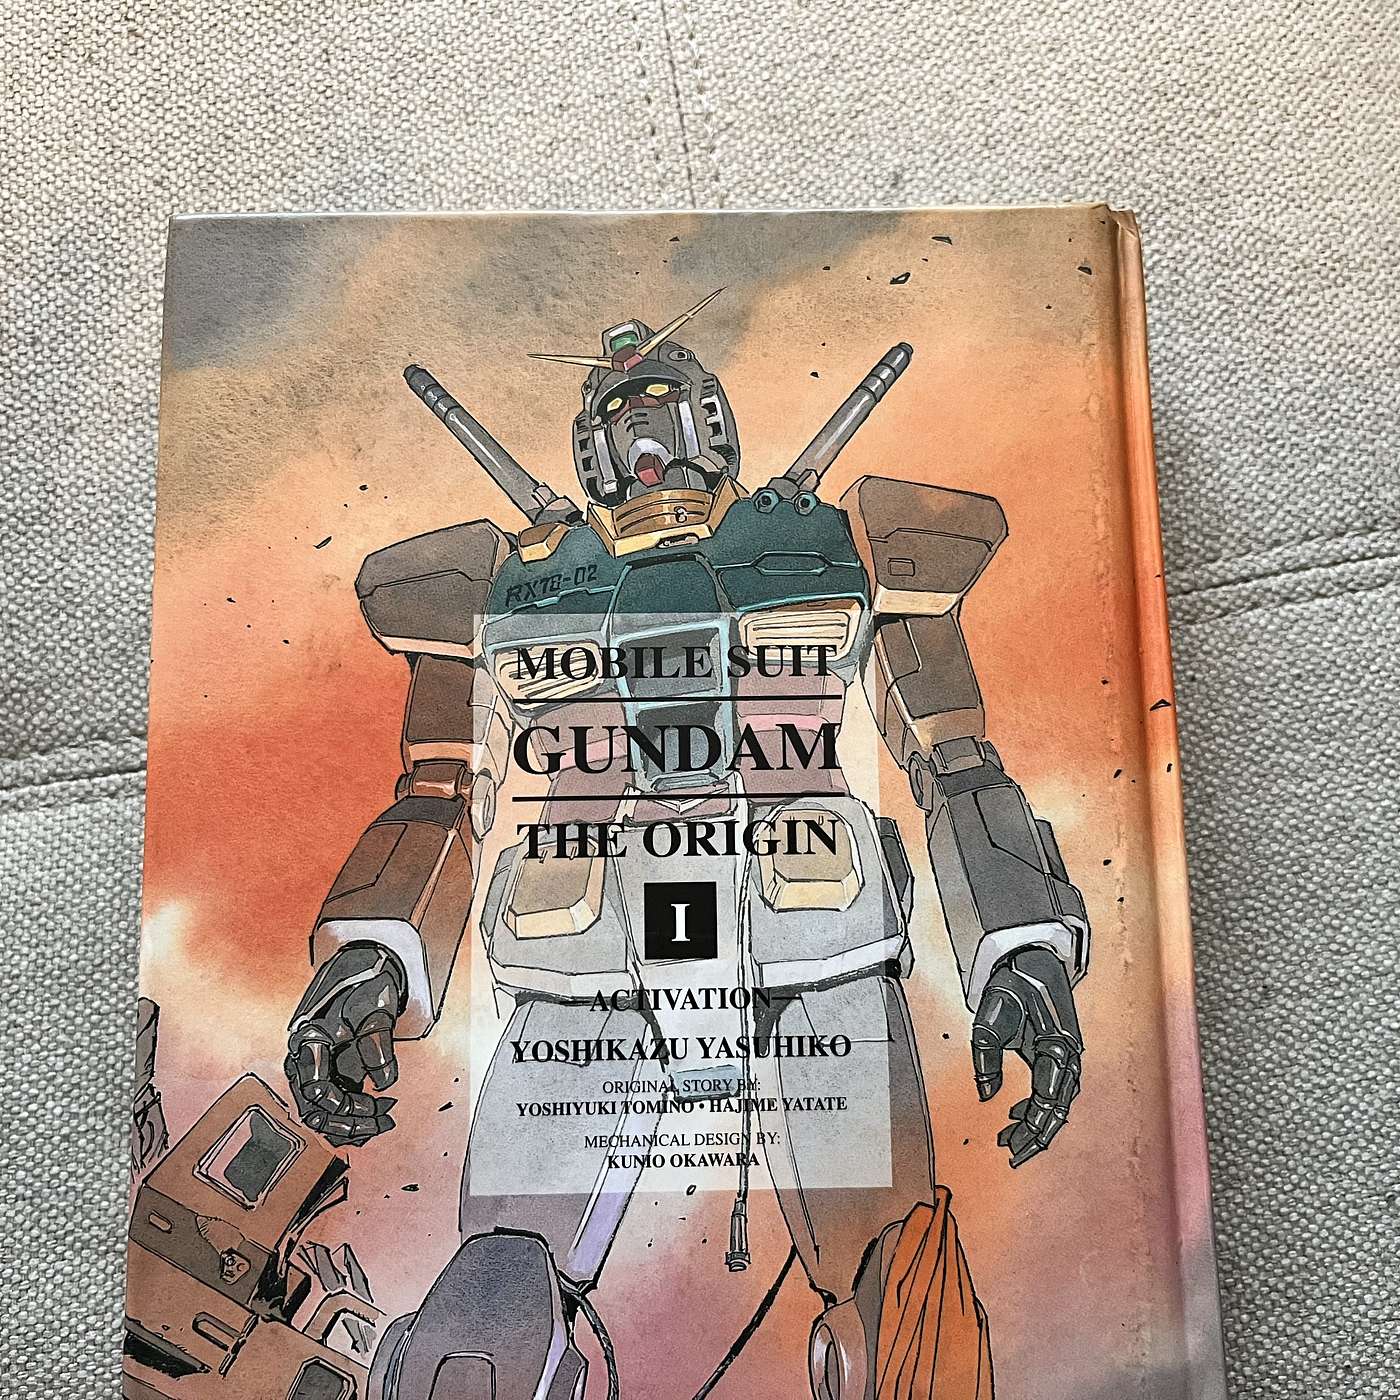 RX78-02
MOBILE SUIT
GUNDAM
THE ORIGIN
I
—ACTIVATION—
YOSHIKAZU YASUHIKO
ORIGINAL STORY BY:
YOSHIYUKI TOMINO • HAJIME YATATE
MECHANICAL DESIGN BY:
KUNIO OKAWARA